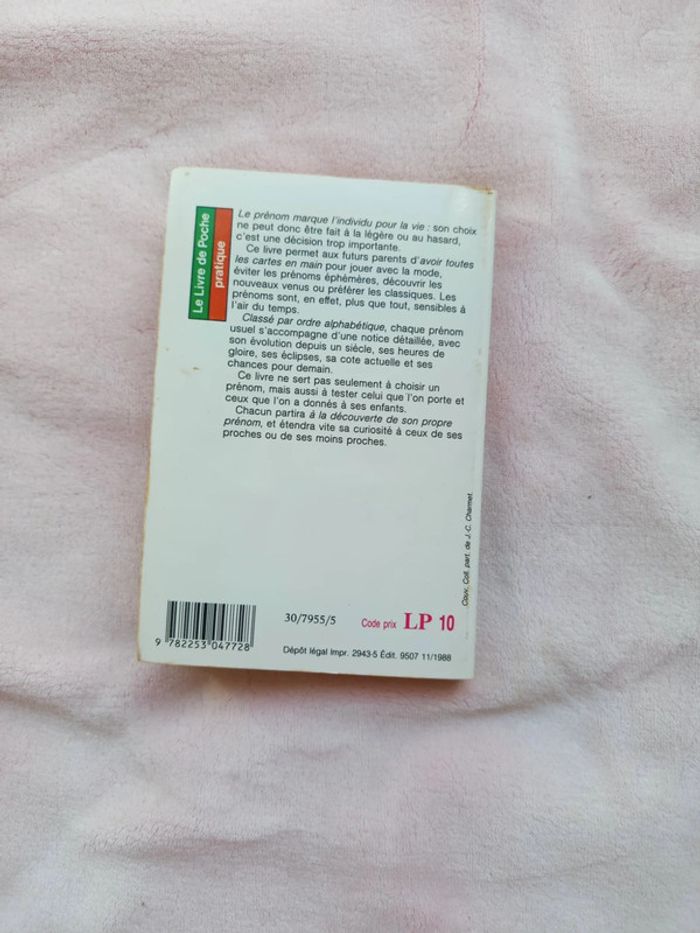 Le Livre de Poche
pratique
Le prénom marque l'individu pour la vie : son choix
ne peut donc être fait à la légère ou au hasard,
c'est une décision trop importante.
Ce livre permet aux futurs parents d'avoir toutes
les cartes en main pour jouer avec la mode,
éviter les prénoms éphémères, découvrir les
nouveaux venus ou préférer les classiques. Les
prénoms sont, en effet, plus que tout, sensibles à
l'air du temps.
Classé par ordre alphabétique, chaque prénom
usuel s'accompagne d'une notice détaillée, avec
son évolution depuis un siècle, ses heures de
gloire, ses éclipses, sa cote actuelle et ses
chances pour demain.
Ce livre ne sert pas seulement à choisir un
prénom, mais aussi à tester celui que l'on porte et
ceux que l'on a donnés à ses enfants.
Chacun partira à la découverte de son propre
prénom, et étendra vite sa curiosité à ceux de ses
proches ou de ses moins proches.
Couv. Coll. part. de J.-C. Charmet.
30/7955/5
Code prix LP 10
9 782253 047728
Dépôt légal Impr. 2943-5 Édit. 9507 11/1988